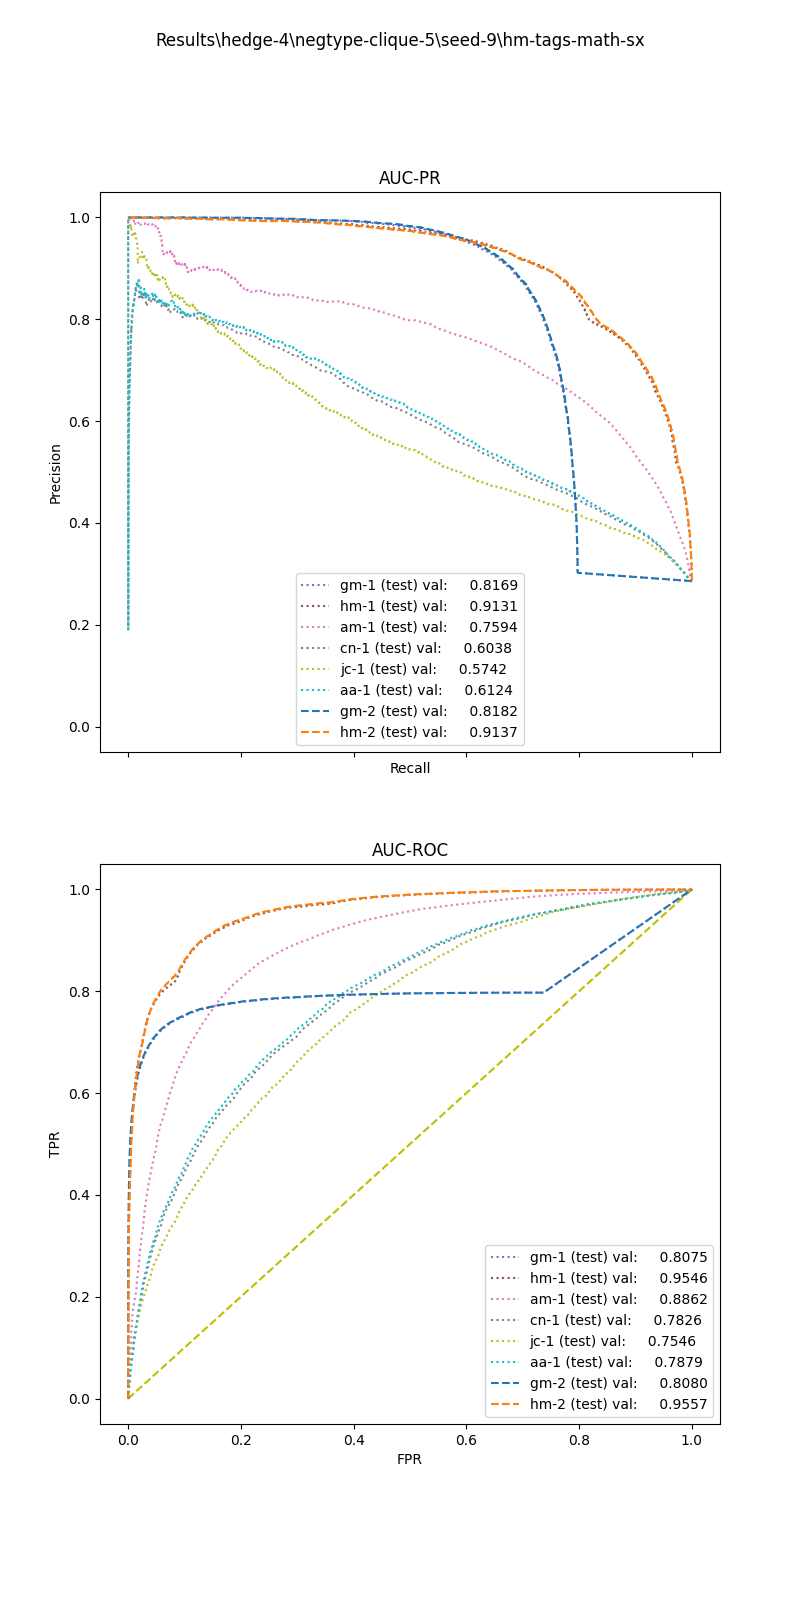 Results\hedge-4\negtype-clique-5\seed-9\hm-tags-math-sx
AUC-PR
1.0
0.8
0.6
0.4
0.2
0.0
Precision
gm-1 (test) val: 0.8169
hm-1 (test) val: 0.9131
am-1 (test) val: 0.7594
cn-1 (test) val: 0.6038
jc-1 (test) val: 0.5742
aa-1 (test) val: 0.6124
gm-2 (test) val: 0.8182
hm-2 (test) val: 0.9137
Recall
AUC-ROC
1.0
0.8
0.6
0.4
0.2
0.0
TPR
gm-1 (test) val: 0.8075
hm-1 (test) val: 0.9546
am-1 (test) val: 0.8862
cn-1 (test) val: 0.7826
jc-1 (test) val: 0.7546
aa-1 (test) val: 0.7879
gm-2 (test) val: 0.8080
hm-2 (test) val: 0.9557
0.0 0.2 0.4 0.6 0.8 1.0
FPR